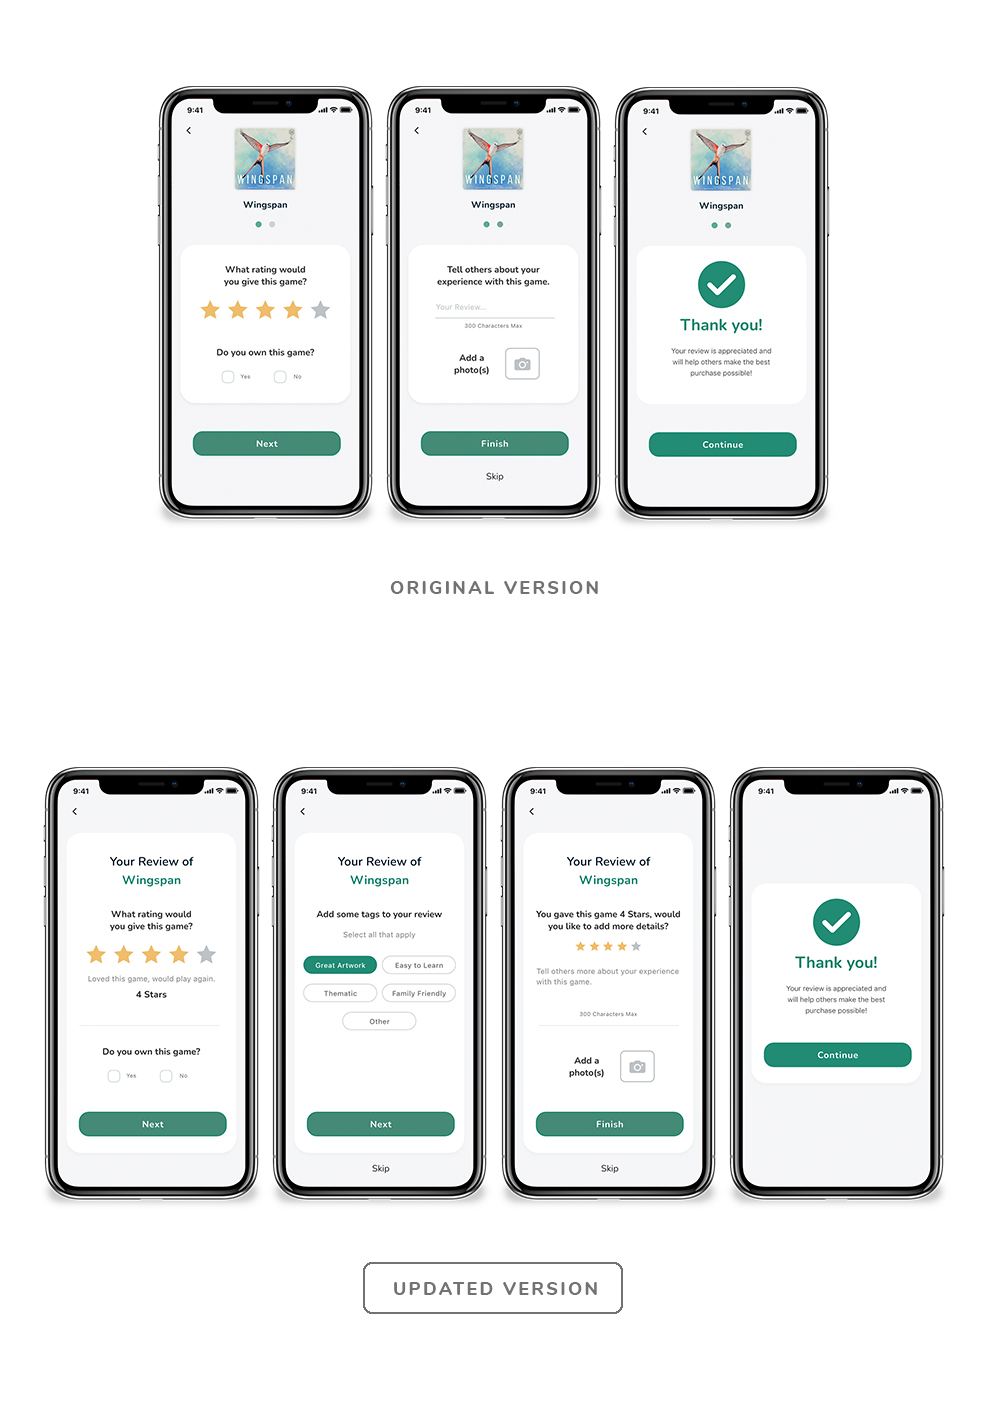 9:41
Wingspan
What rating would
you give this game?
Do you own this game?
Yes
No
Next
9:41
Wingspan
Tell others about your
experience with this game.
Your Review...
300 Characters Max
Add a
photo(s)
Finish
Skip
9:41
Wingspan
Thank you!
Your review is appreciated and
will help others make the best
purchase possible!
Continue
WINGSPAN
WINGSPAN
WINGSPAN
ORIGINAL VERSION
9:41
Your Review of
Wingspan
What rating would
you give this game?
Loved this game, would play again.
4 Stars
Do you own this game?
Yes
No
Next
9:41
Your Review of
Wingspan
Add some tags to your review
Select all that apply
Great Artwork
Easy to Learn
Thematic
Family Friendly
Other
Next
Skip
9:41
Your Review of
Wingspan
You gave this game 4 Stars, would
you like to add more details?
Tell others more about your experience
with this game.
300 Characters Max
Add a
photo(s)
Finish
Skip
9:41
Thank you!
Your review is appreciated and
will help others make the best
purchase possible!
Continue
UPDATED VERSION